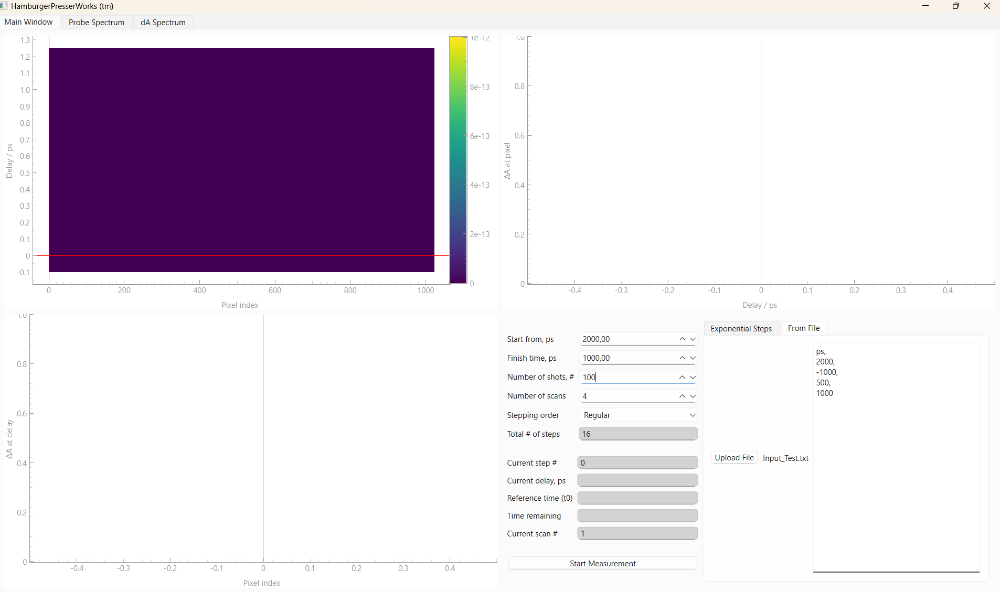 HamburgerPresserWorks (tm)
Main Window
Probe Spectrum
dA Spectrum
1.3
1.2
1.1
1.0
0.9
0.8
0.7
0.6
0.5
0.4
0.3
0.2
0.1
0
-0.1
Delay / ps
0
200
400
600
800
1000
Pixel index
1e-12
8e-13
6e-13
4e-13
2e-13
0
1.0
0.8
0.6
0.4
0.2
0
ΔA at pixel
-0.4
-0.3
-0.2
-0.1
0
0.1
0.2
0.3
0.4
Delay / ps
1.0
0.8
0.6
0.4
0.2
0
ΔA at delay
-0.4
-0.3
-0.2
-0.1
0
0.1
0.2
0.3
0.4
Pixel index
Start from, ps
2000,00
Finish time, ps
1000,00
Number of shots, #
100
Number of scans
4
Stepping order
Regular
Total # of steps
16
Current step #
0
Current delay, ps
Reference time (t0)
Time remaining
Current scan #
1
Start Measurement
Exponential Steps
From File
Upload File
Input_Test.txt
ps,
2000,
-1000,
500,
1000